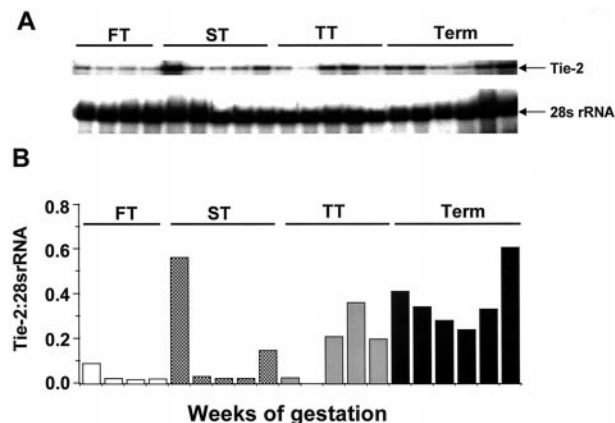 A
FT ST TT Term
Tie-2
28s rRNA
B
FT ST TT Term
0.8
0.6
0.4
0.2
0.0
Tie-2:28srRNA
Weeks of gestation